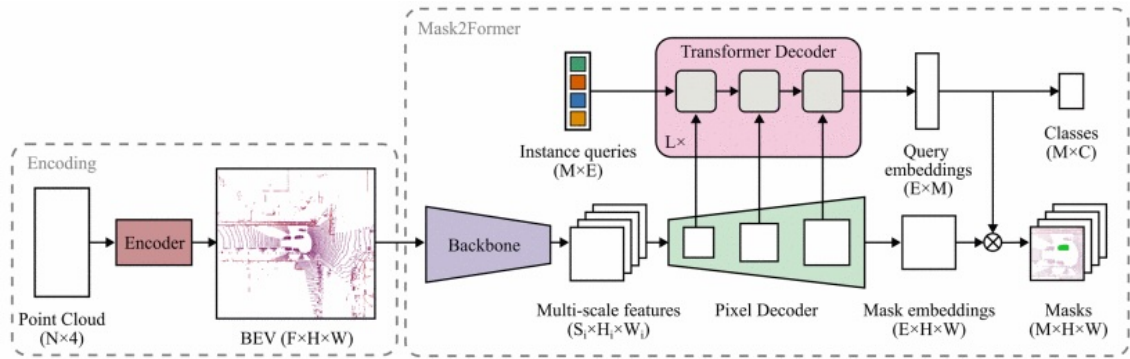 Mask2Former
Transformer Decoder
L×
Instance queries
(M×E)
Query
embeddings
(E×M)
Classes
(M×C)
Encoding
Encoder
Point Cloud
(N×4)
BEV (F×H×W)
Backbone
Multi-scale features
(Sᵢ×Hᵢ×Wᵢ)
Pixel Decoder
Mask embeddings
(E×H×W)
Masks
(M×H×W)